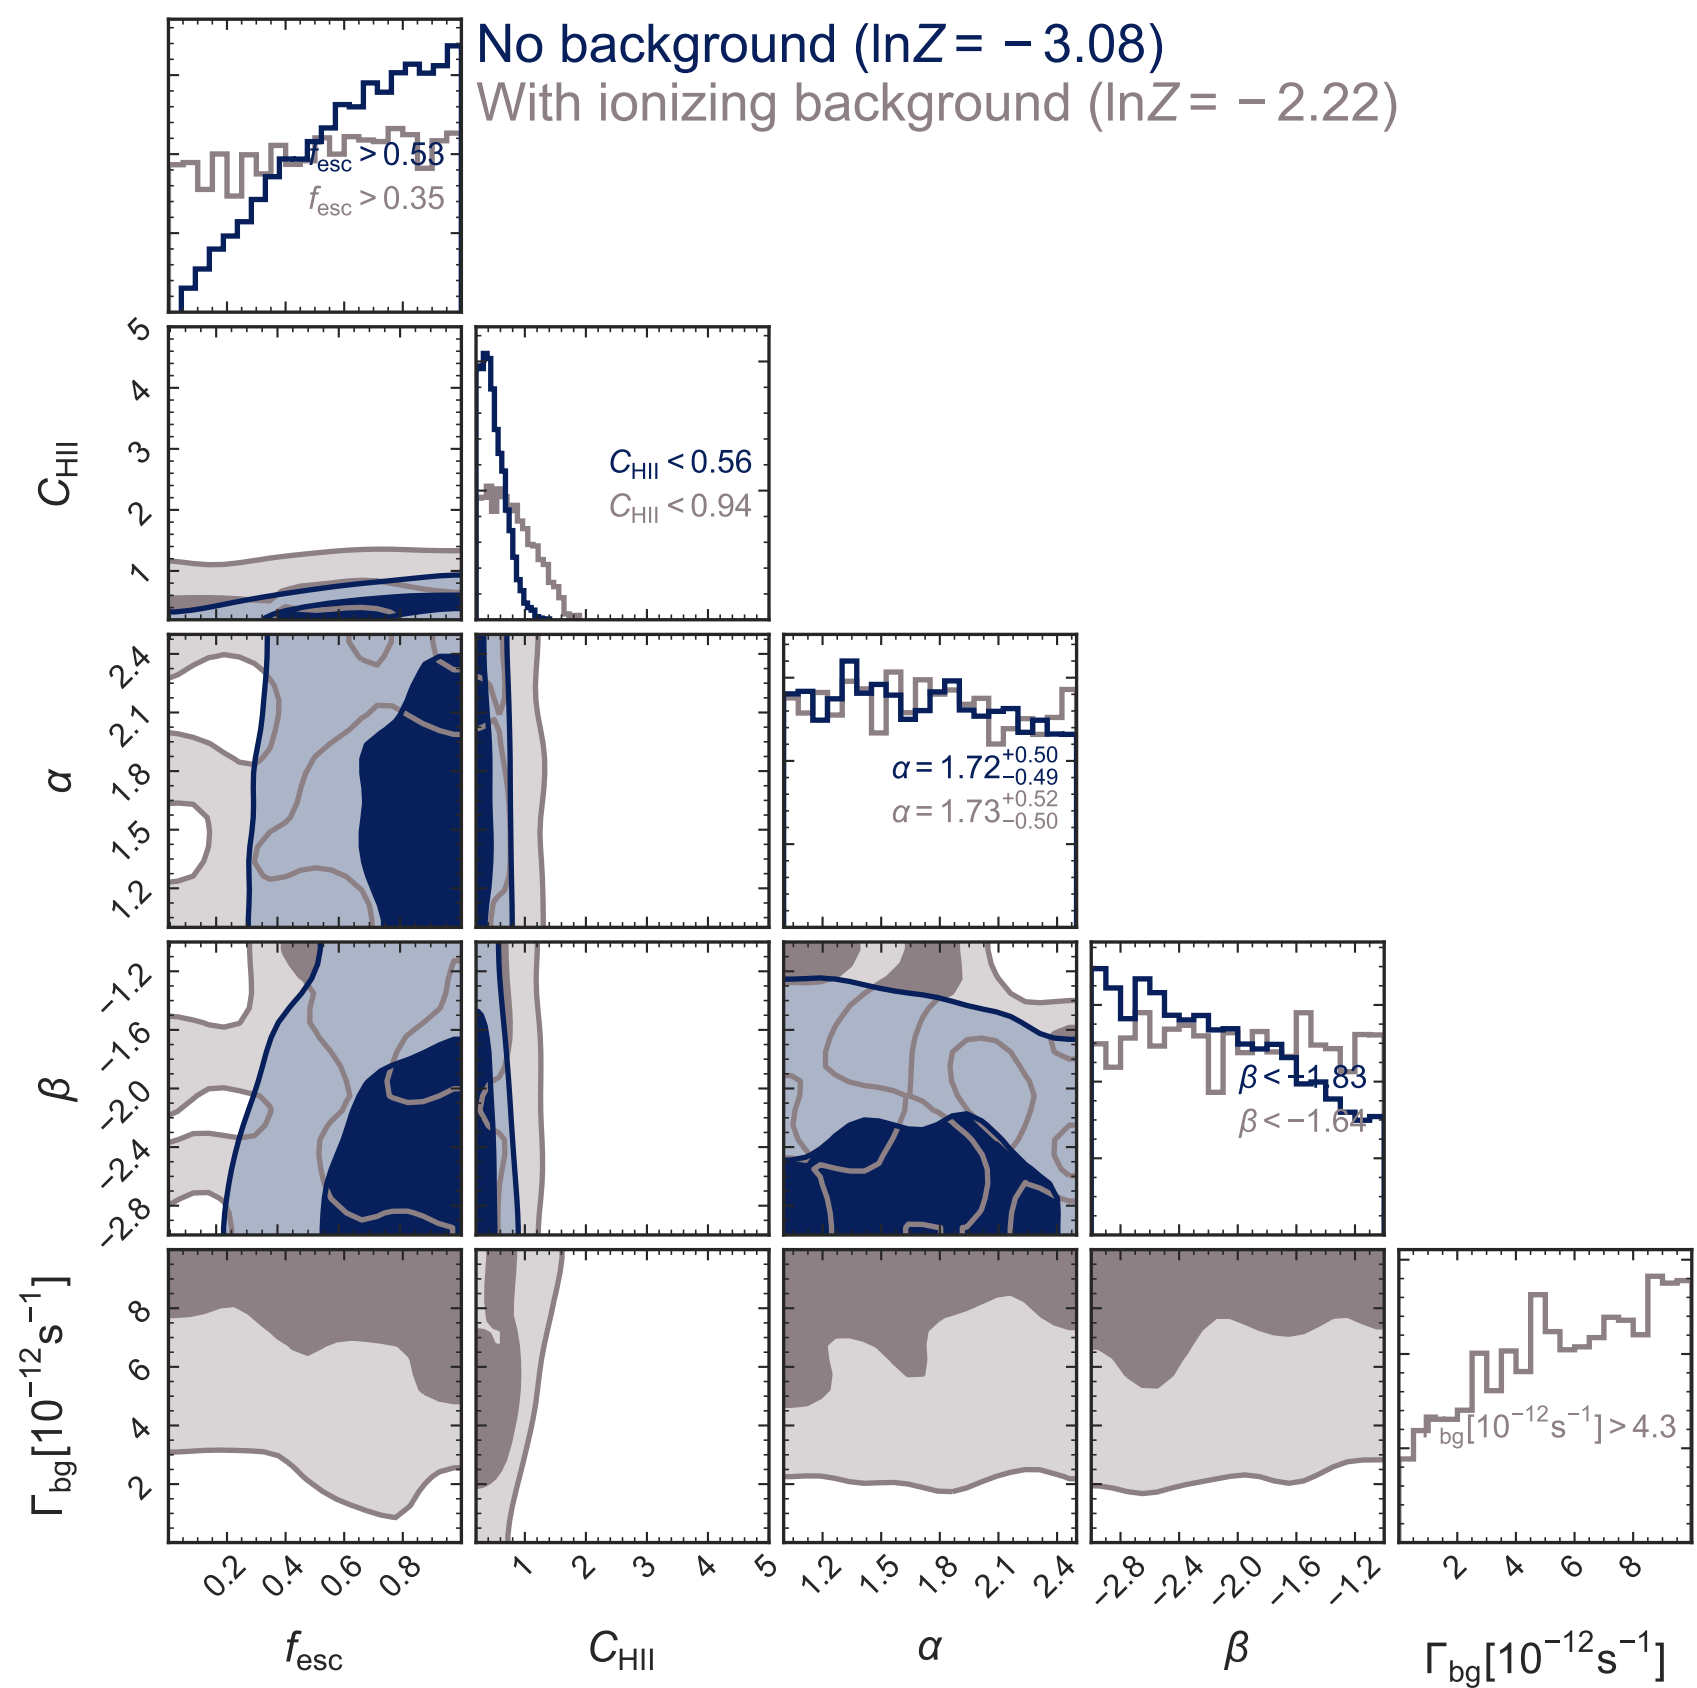 No background (lnZ = −3.08)
With ionizing background (lnZ = −2.22)
f_esc > 0.53
f_esc > 0.35
5
4
3
2
1
C_HII
C_HII < 0.56
C_HII < 0.94
2.4
2.1
1.8
1.5
1.2
α
α = 1.72^{+0.50}_{−0.49}
α = 1.73^{+0.52}_{−0.50}
−1.2
−1.6
−2.0
−2.4
−2.8
β
β < −1.83
β < −1.64
8
6
4
2
Γ_bg[10^{−12}s^{−1}]
_bg[10^{−12}s^{−1}] > 4.3
0.2 0.4 0.6 0.8
1 2 3 4 5
1.2 1.5 1.8 2.1 2.4
−2.8 −2.4 −2.0 −1.6 −1.2
2 4 6 8
f_esc
C_HII
α
β
Γ_bg[10^{−12}s^{−1}]